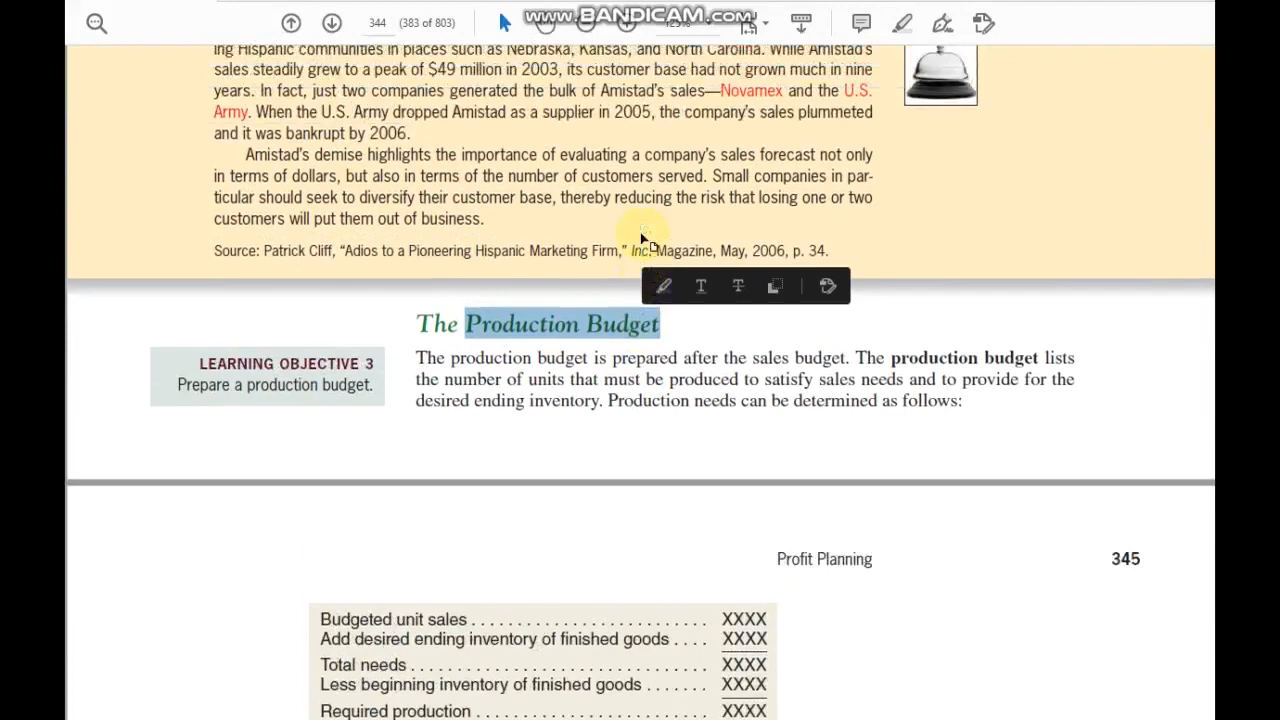 344 (383 of 803)
www.BANDICAM.com
ing Hispanic communities in places such as Nebraska, Kansas, and North Carolina. While Amistad's
sales steadily grew to a peak of $49 million in 2003, its customer base had not grown much in nine
years. In fact, just two companies generated the bulk of Amistad's sales—Novamex and the U.S.
Army. When the U.S. Army dropped Amistad as a supplier in 2005, the company's sales plummeted
and it was bankrupt by 2006.
Amistad's demise highlights the importance of evaluating a company's sales forecast not only
in terms of dollars, but also in terms of the number of customers served. Small companies in par-
ticular should seek to diversify their customer base, thereby reducing the risk that losing one or two
customers will put them out of business.
Source: Patrick Cliff, “Adios to a Pioneering Hispanic Marketing Firm,” Inc. Magazine, May, 2006, p. 34.
The Production Budget
LEARNING OBJECTIVE 3
Prepare a production budget.
The production budget is prepared after the sales budget. The production budget lists
the number of units that must be produced to satisfy sales needs and to provide for the
desired ending inventory. Production needs can be determined as follows:
Profit Planning 345
Budgeted unit sales . . . . . . . . . . . . . . . . . . . . . . . . . . XXXX
Add desired ending inventory of finished goods . . . . XXXX
Total needs . . . . . . . . . . . . . . . . . . . . . . . . . . . . . . . . . XXXX
Less beginning inventory of finished goods . . . . . . . XXXX
Required production . . . . . . . . . . . . . . . . . . . . . . . . . . XXXX